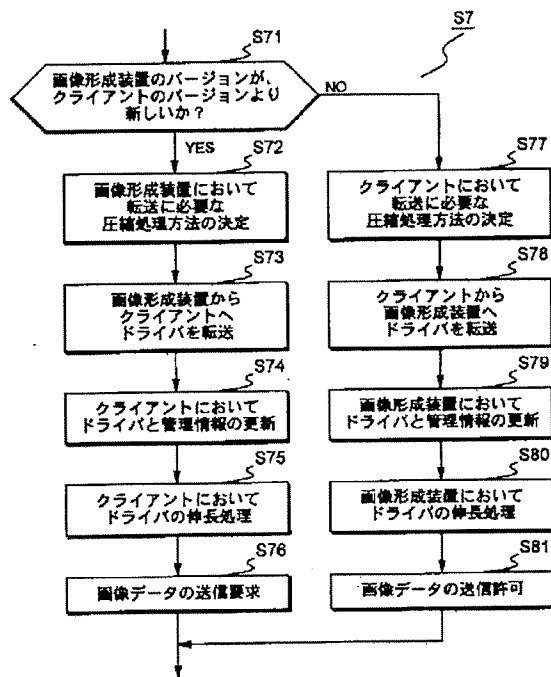 S71
S7
画像形成装置のバージョンが、
クライアントのバージョンより
新しいか？
NO
YES
S72
画像形成装置において
転送に必要な
圧縮処理方法の決定
S73
画像形成装置から
クライアントへ
ドライバを転送
S74
クライアントにおいて
ドライバと管理情報の更新
S75
クライアントにおいて
ドライバの伸長処理
S76
画像データの送信要求
S77
クライアントにおいて
転送に必要な
圧縮処理方法の決定
S78
クライアントから
画像形成装置へ
ドライバを転送
S79
画像形成装置において
ドライバと管理情報の更新
S80
画像形成装置において
ドライバの伸長処理
S81
画像データの送信許可